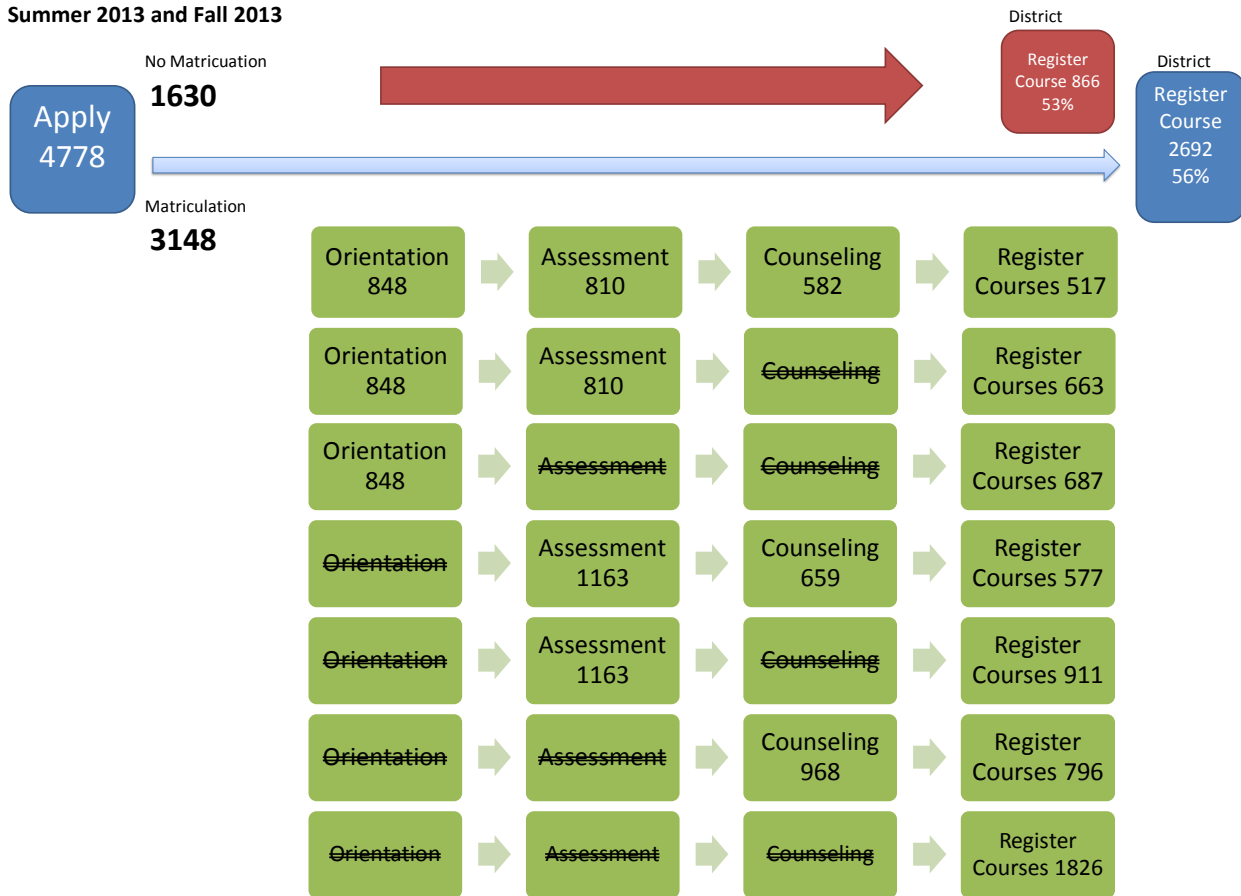 Summer 2013 and Fall 2013
District
No Matricuation
1630
Register
Course 866
53%
District
Apply
4778
Register
Course
2692
56%
Matriculation
3148
Orientation
848
Assessment
810
Counseling
582
Register
Courses 517
Orientation
848
Assessment
810
Counseling
Register
Courses 663
Orientation
848
Assessment
Counseling
Register
Courses 687
Orientation
Assessment
1163
Counseling
659
Register
Courses 577
Orientation
Assessment
1163
Counseling
Register
Courses 911
Orientation
Assessment
Counseling
968
Register
Courses 796
Orientation
Assessment
Counseling
Register
Courses 1826